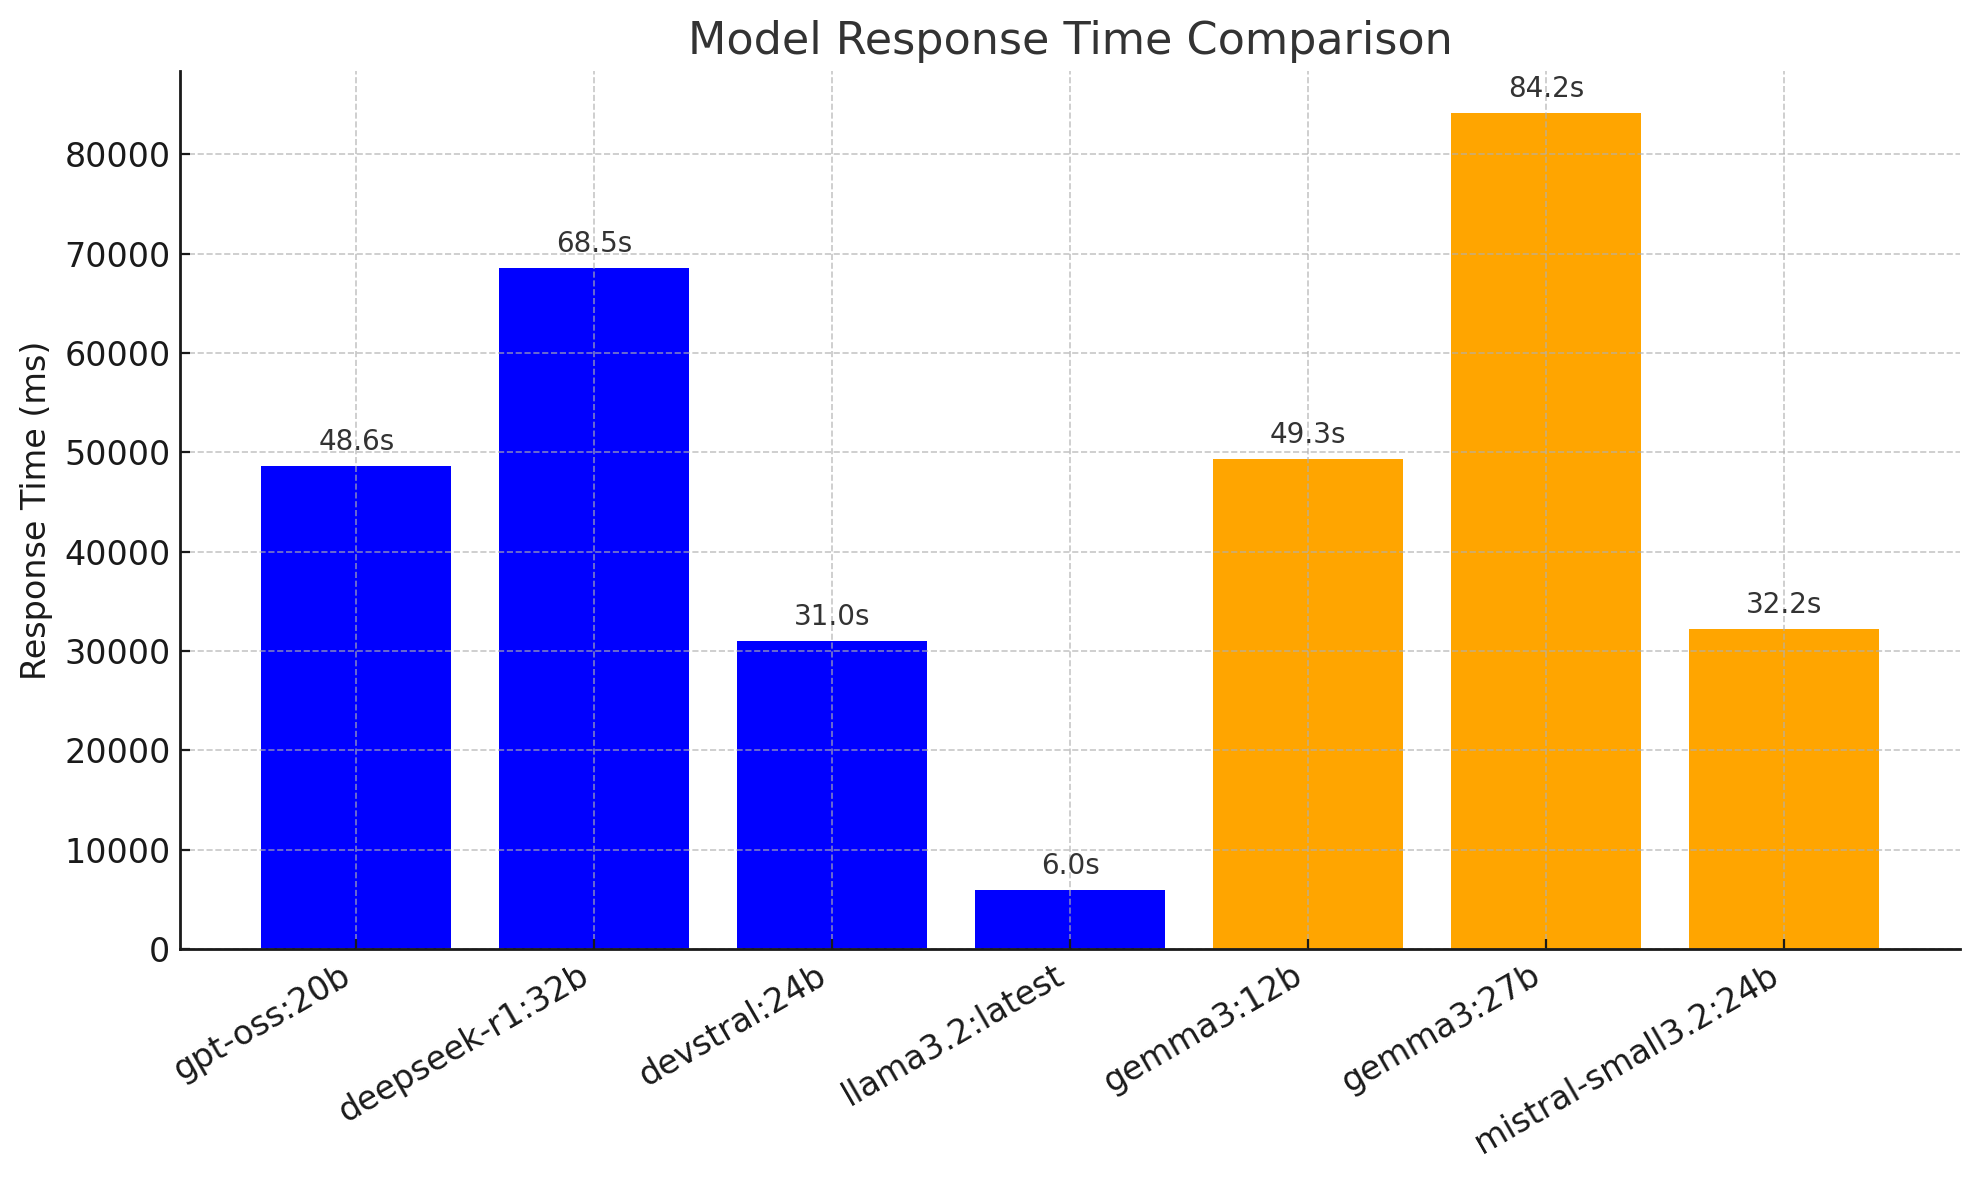 Model Response Time Comparison
Response Time (ms)
80000
70000
60000
50000
40000
30000
20000
10000
0
48.6s
68.5s
31.0s
6.0s
49.3s
84.2s
32.2s
gpt-oss:20b
deepseek-r1:32b
devstral:24b
llama3.2:latest
gemma3:12b
gemma3:27b
mistral-small3.2:24b